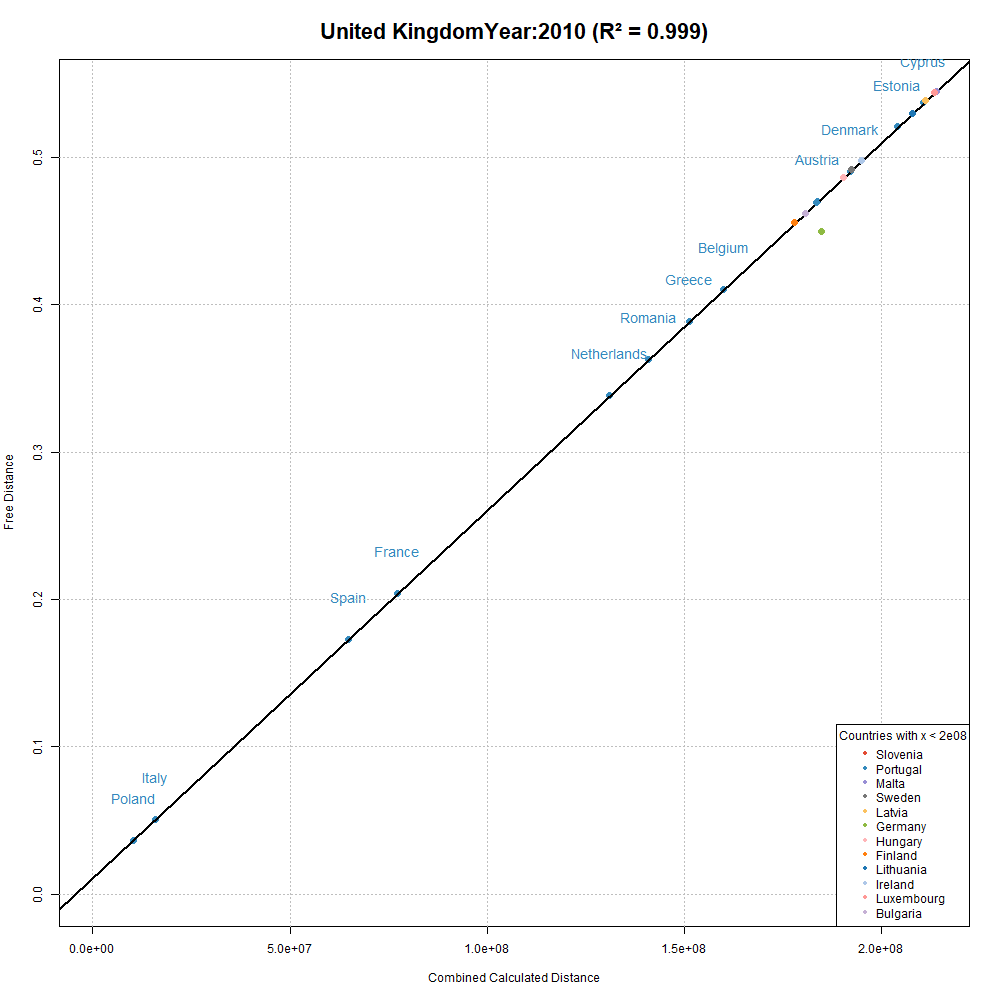 United KingdomYear:2010 (R² = 0.999)
Cyprus
Estonia
Denmark
Austria
Belgium
Greece
Romania
Netherlands
France
Spain
Italy
Poland
0.5
0.4
0.3
0.2
0.1
0.0
Free Distance
Countries with x < 2e08
Slovenia
Portugal
Malta
Sweden
Latvia
Germany
Hungary
Finland
Lithuania
Ireland
Luxembourg
Bulgaria
0.0e+00 5.0e+07 1.0e+08 1.5e+08 2.0e+08
Combined Calculated Distance